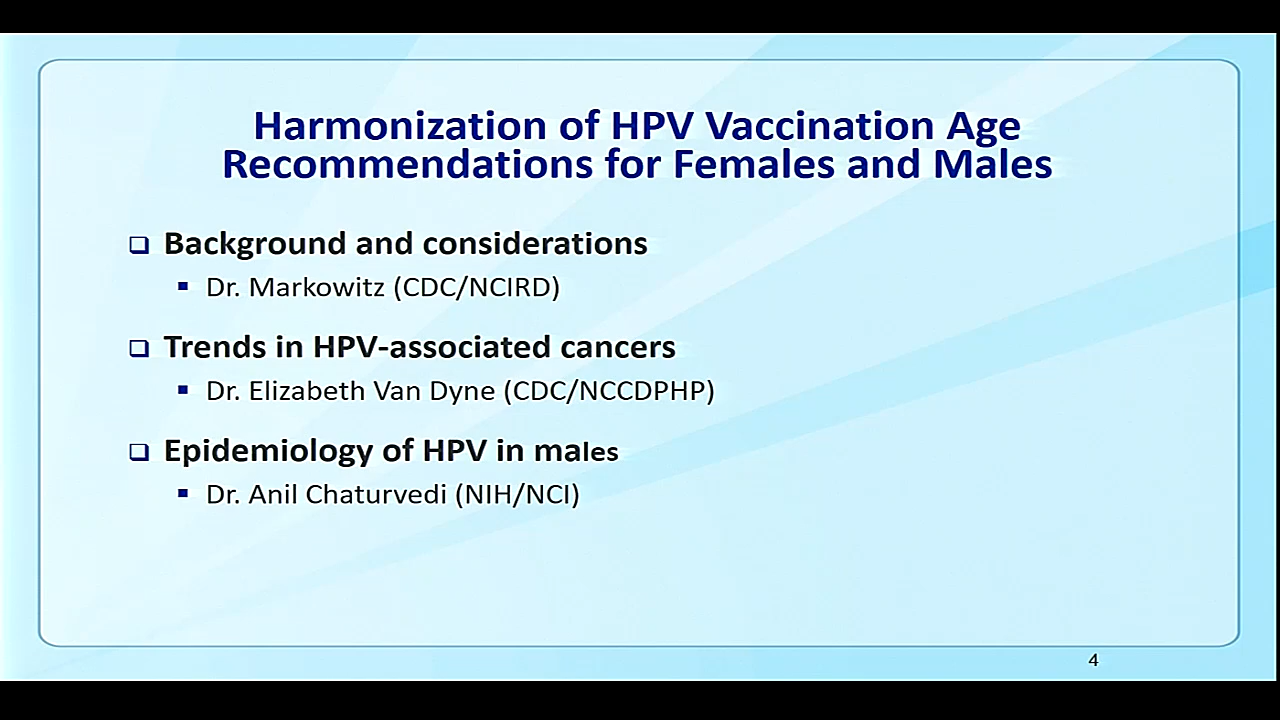 Harmonization of HPV Vaccination Age
Recommendations for Females and Males
Background and considerations
Dr. Markowitz (CDC/NCIRD)
Trends in HPV-associated cancers
Dr. Elizabeth Van Dyne (CDC/NCCDPHP)
Epidemiology of HPV in males
Dr. Anil Chaturvedi (NIH/NCI)
4